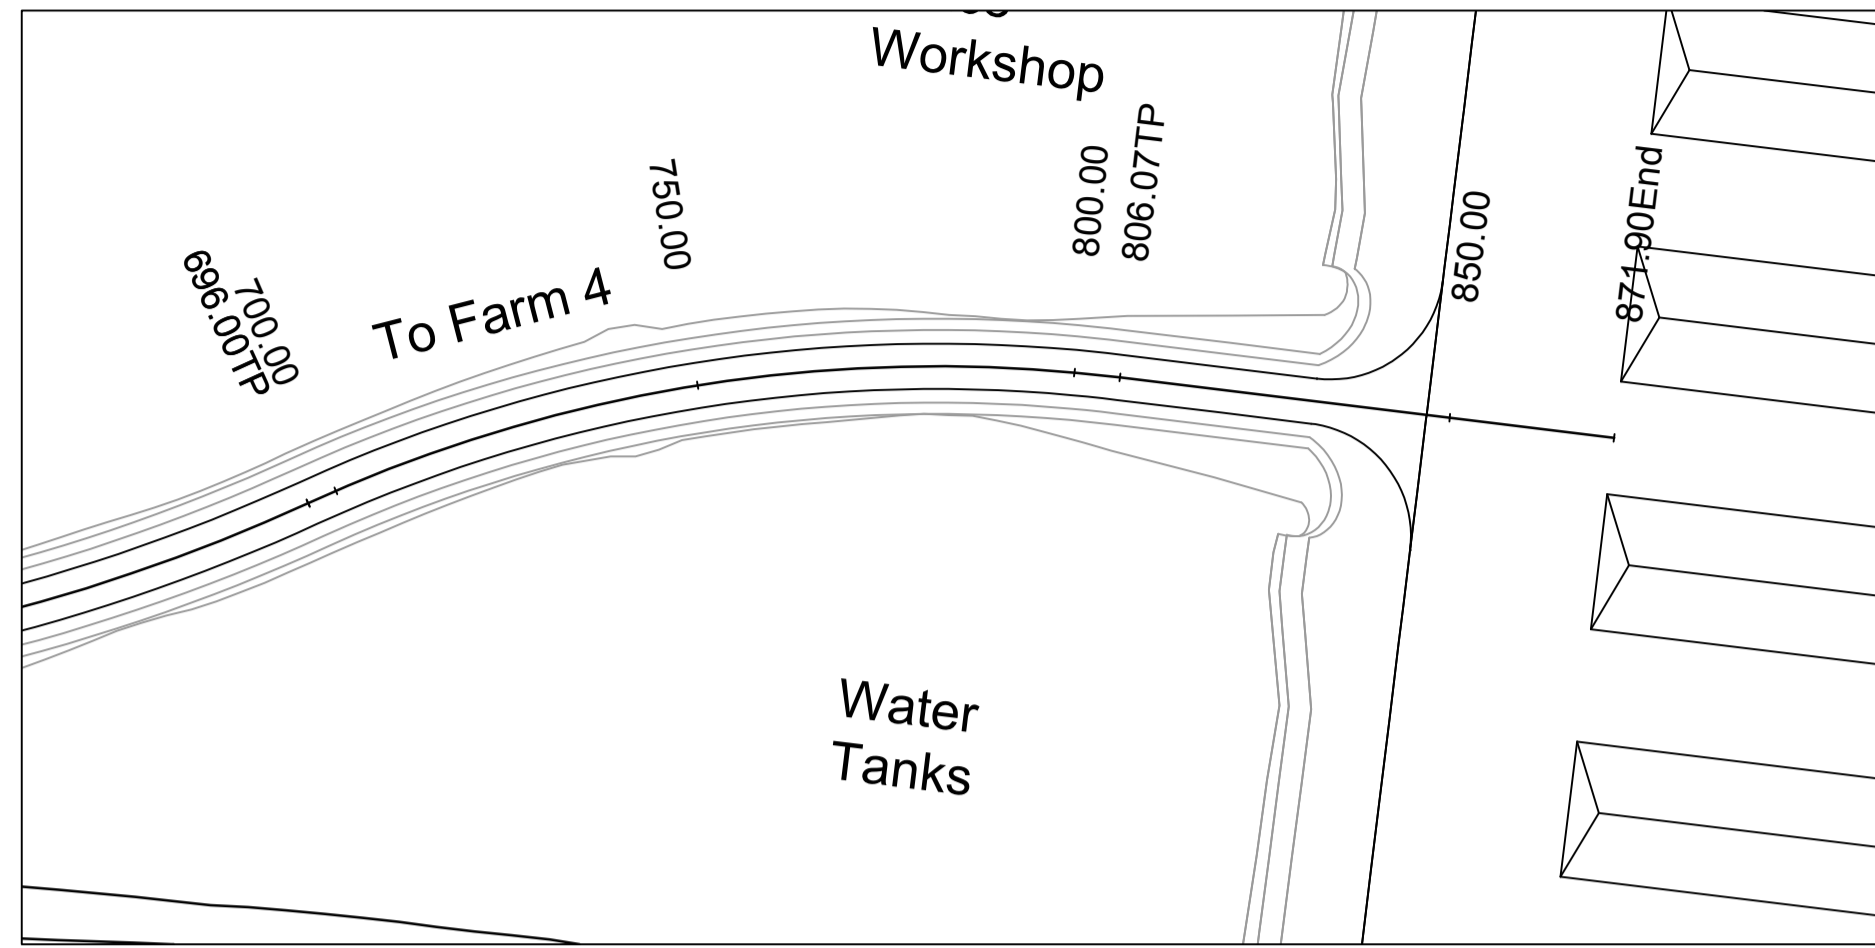 Workshop
696.00TP
700.00
To Farm 4
750.00
800.00
806.07TP
850.00
871.90End
Water
Tanks